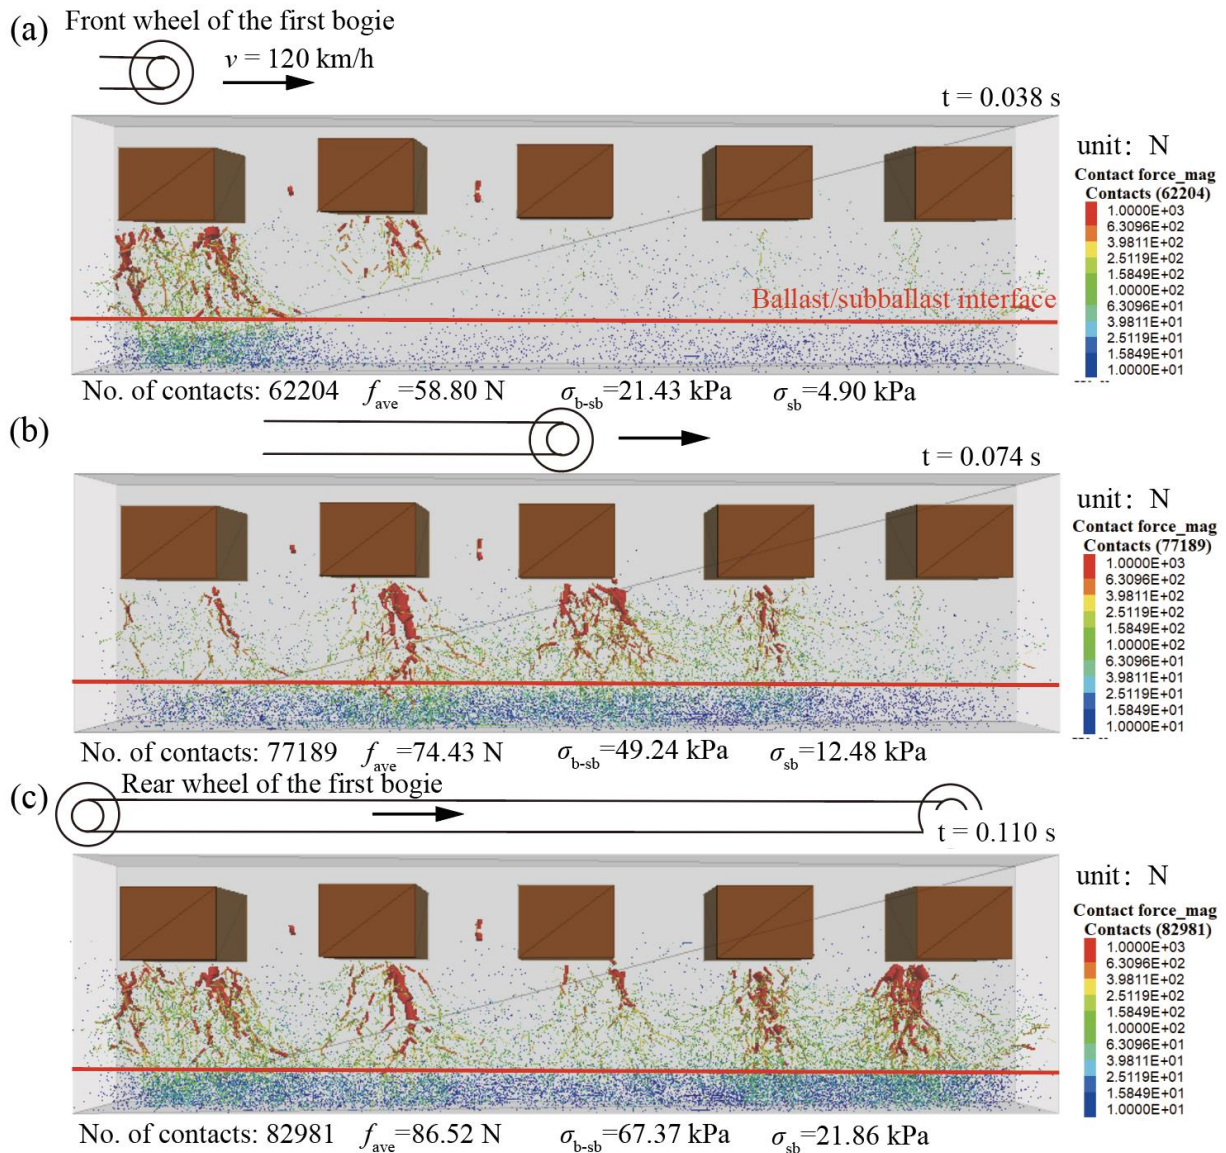 (a) Front wheel of the first bogie
v = 120 km/h
t = 0.038 s
unit: N
Contact force_mag
Contacts (62204)
1.0000E+03
6.3096E+02
3.9811E+02
2.5119E+02
1.5849E+02
1.0000E+02
6.3096E+01
3.9811E+01
2.5119E+01
1.5849E+01
1.0000E+01
Ballast/subballast interface
No. of contacts: 62204 fave=58.80 N σb-sb=21.43 kPa σsb=4.90 kPa
(b)
t = 0.074 s
unit: N
Contact force_mag
Contacts (77189)
1.0000E+03
6.3096E+02
3.9811E+02
2.5119E+02
1.5849E+02
1.0000E+02
6.3096E+01
3.9811E+01
2.5119E+01
1.5849E+01
1.0000E+01
No. of contacts: 77189 fave=74.43 N σb-sb=49.24 kPa σsb=12.48 kPa
(c) Rear wheel of the first bogie
t = 0.110 s
unit: N
Contact force_mag
Contacts (82981)
1.0000E+03
6.3096E+02
3.9811E+02
2.5119E+02
1.5849E+02
1.0000E+02
6.3096E+01
3.9811E+01
2.5119E+01
1.5849E+01
1.0000E+01
No. of contacts: 82981 fave=86.52 N σb-sb=67.37 kPa σsb=21.86 kPa